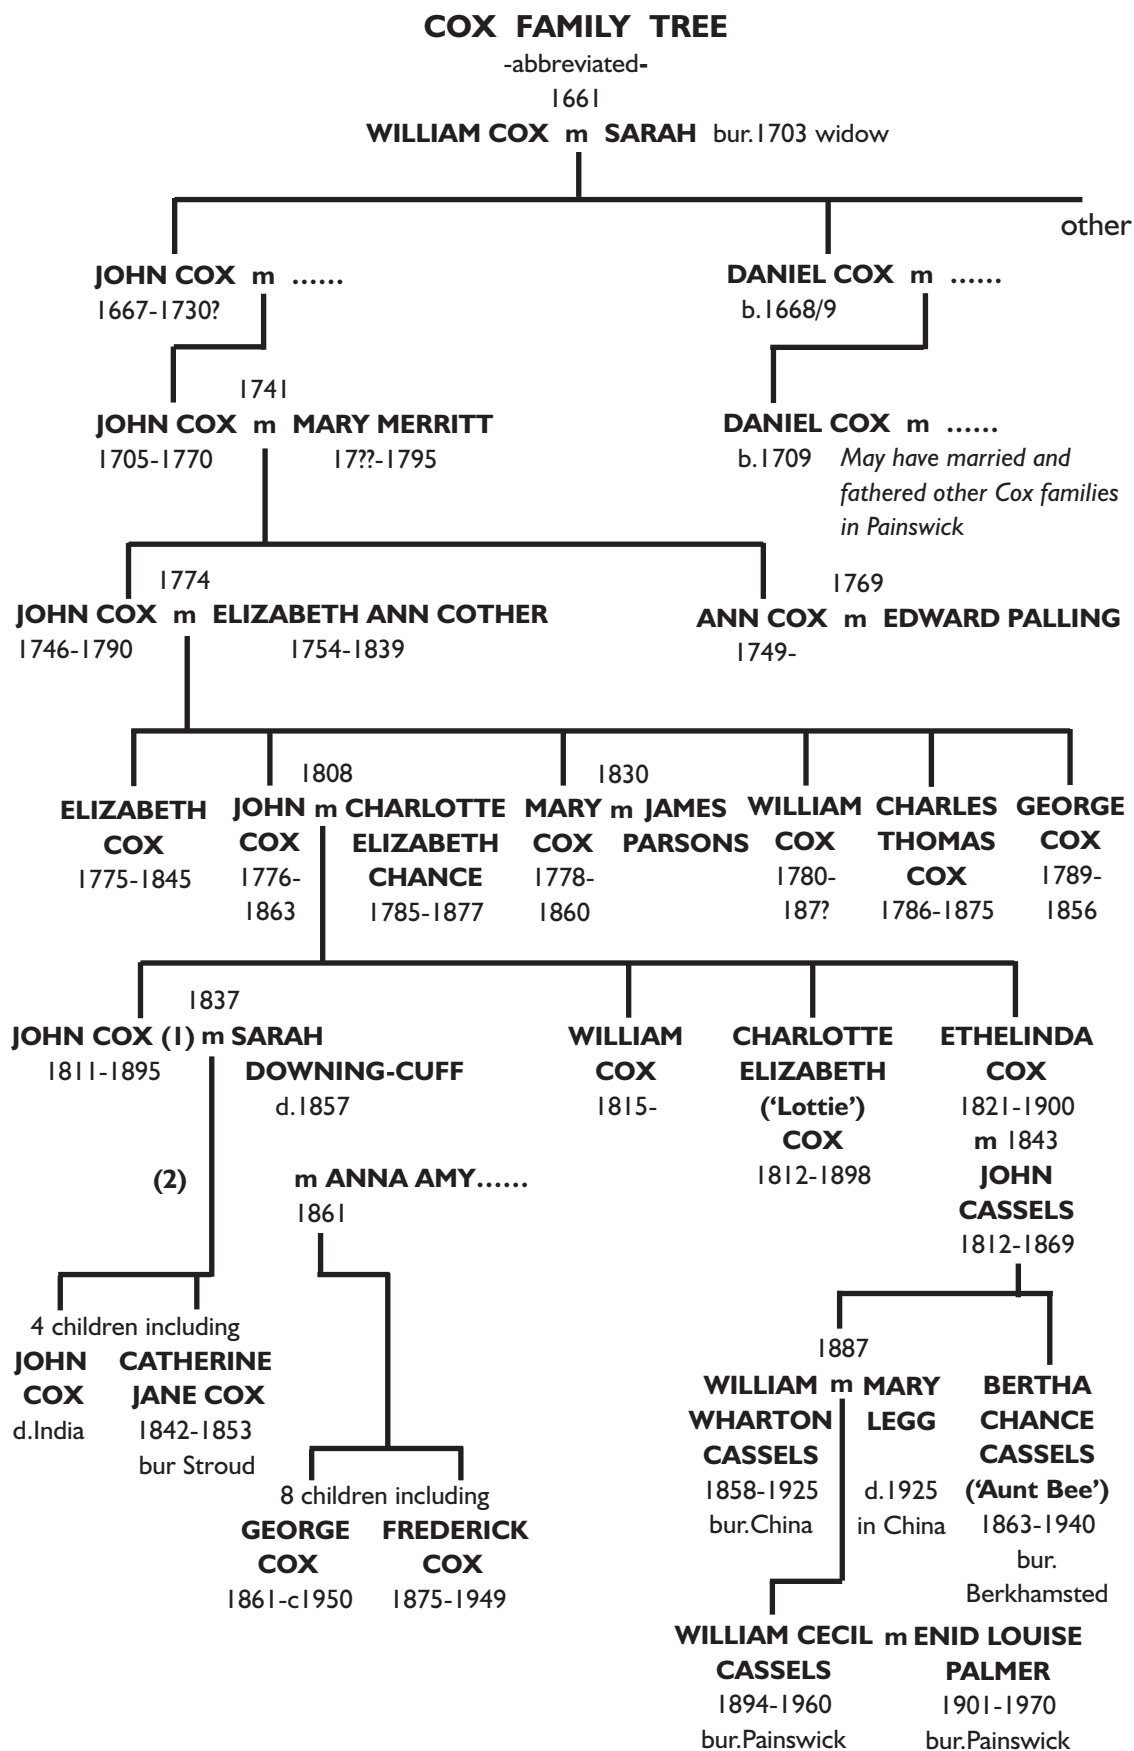 COX FAMILY TREE
-abbreviated-
1661
WILLIAM COX m SARAH bur.1703 widow
other
JOHN COX m ......
1667-1730?
DANIEL COX m ......
b.1668/9
1741
JOHN COX m MARY MERRITT
1705-1770 17??-1795
DANIEL COX m ......
b.1709 May have married and
fathered other Cox families
in Painswick
1774
JOHN COX m ELIZABETH ANN COTHER
1746-1790 1754-1839
1769
ANN COX m EDWARD PALLING
1749-
ELIZABETH
COX
1775-1845
1808
JOHN m CHARLOTTE
COX ELIZABETH
1776- CHANCE
1863 1785-1877
1830
MARY m JAMES
COX PARSONS
1778-
1860
WILLIAM
COX
1780-
187?
CHARLES
THOMAS
COX
1786-1875
GEORGE
COX
1789-
1856
1837
JOHN COX (1) m SARAH
1811-1895 DOWNING-CUFF
d.1857
(2) m ANNA AMY......
1861
WILLIAM
COX
1815-
CHARLOTTE
ELIZABETH
(‘Lottie’)
COX
1812-1898
ETHELINDA
COX
1821-1900
m 1843
JOHN
CASSELS
1812-1869
4 children including
JOHN
COX
d.India
CATHERINE
JANE COX
1842-1853
bur Stroud
8 children including
GEORGE
COX
1861-c1950
FREDERICK
COX
1875-1949
1887
WILLIAM m MARY
WHARTON LEGG
CASSELS
1858-1925 d.1925
bur.China in China
BERTHA
CHANCE
CASSELS
(‘Aunt Bee’)
1863-1940
bur.
Berkhamsted
WILLIAM CECIL m ENID LOUISE
CASSELS PALMER
1894-1960 1901-1970
bur.Painswick bur.Painswick